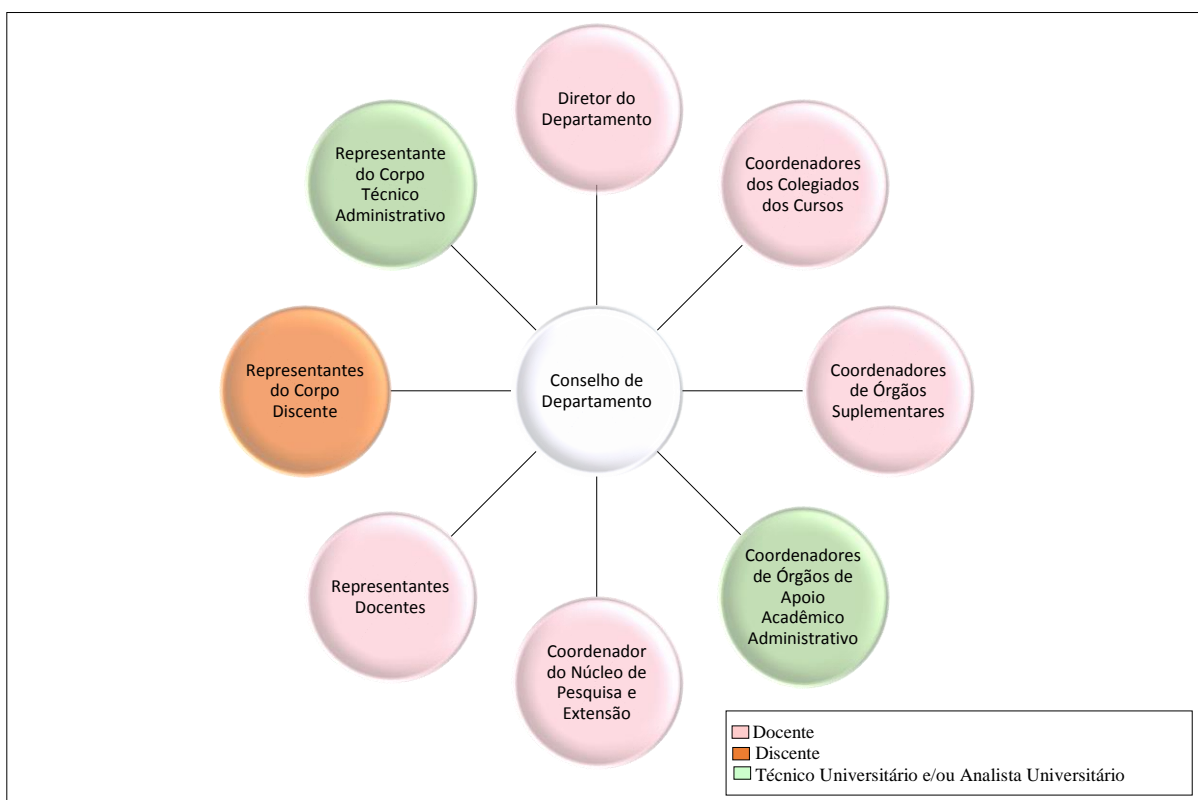 Diretor do
Departamento
Coordenadores
dos Colegiados
dos Cursos
Coordenadores
de Órgãos
Suplementares
Coordenadores
de Órgãos de
Apoio
Acadêmico
Administrativo
Coordenador
do Núcleo de
Pesquisa e
Extensão
Representantes
Docentes
Representantes
do Corpo
Discente
Representante
do Corpo
Técnico
Administrativo
Conselho de
Departamento
Docente
Discente
Técnico Universitário e/ou Analista Universitário